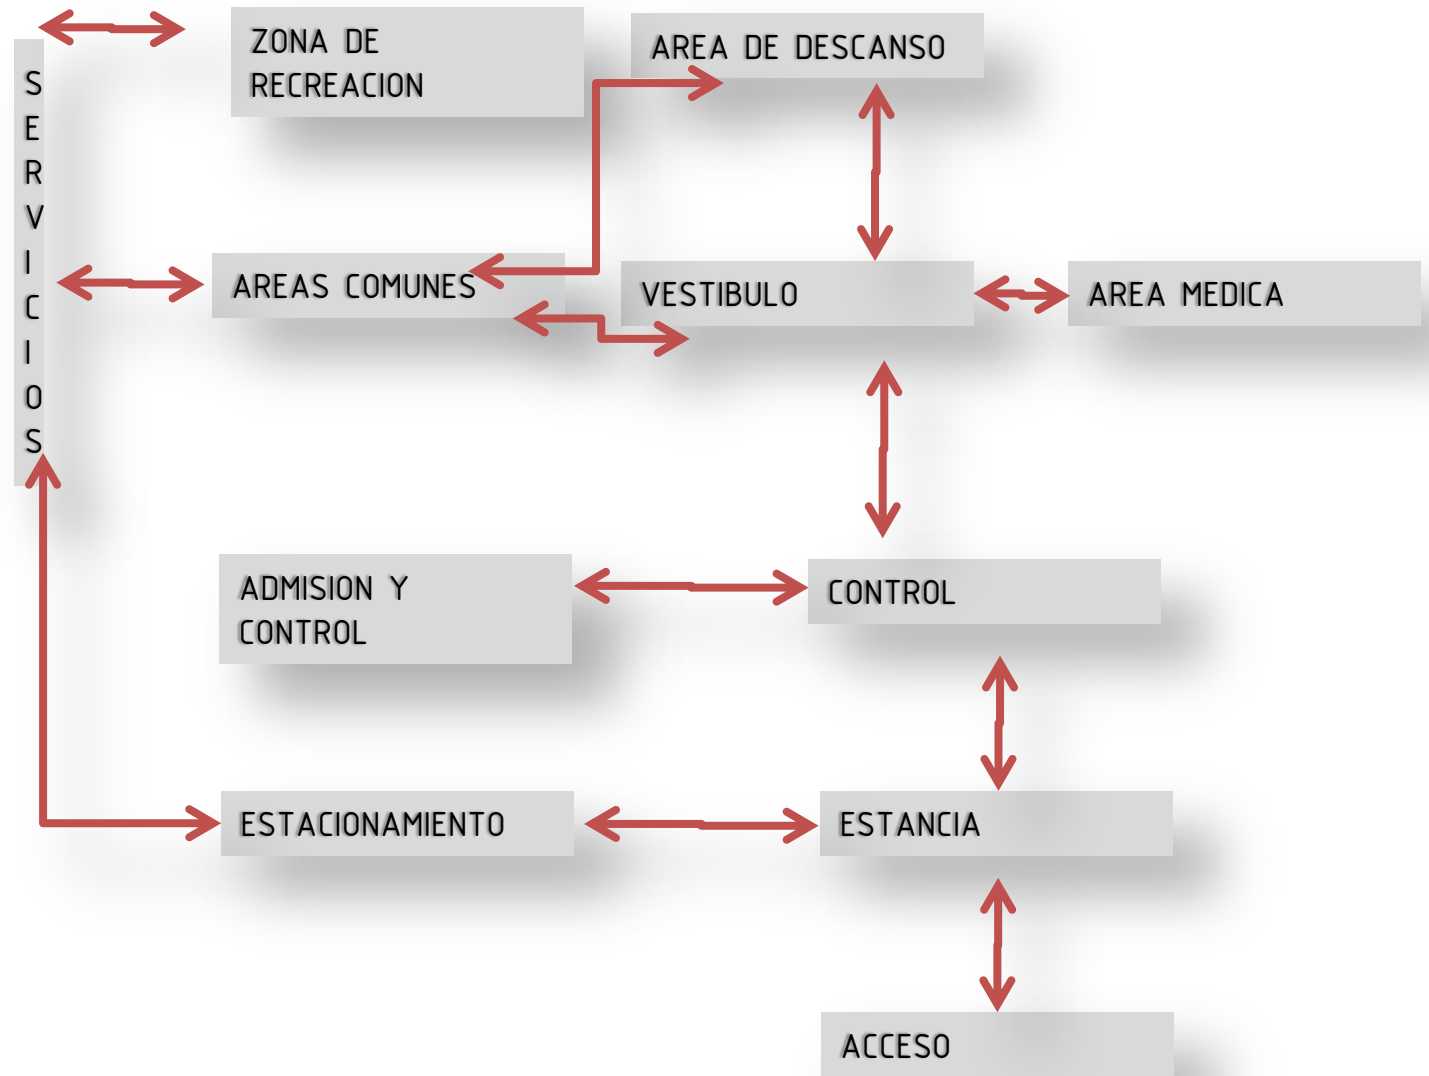 ZONA DE
RECREACION
AREA DE DESCANSO
S
E
R
V
I
C
I
O
S
AREAS COMUNES
VESTIBULO
AREA MEDICA
ADMISION Y
CONTROL
CONTROL
ESTACIONAMIENTO
ESTANCIA
ACCESO